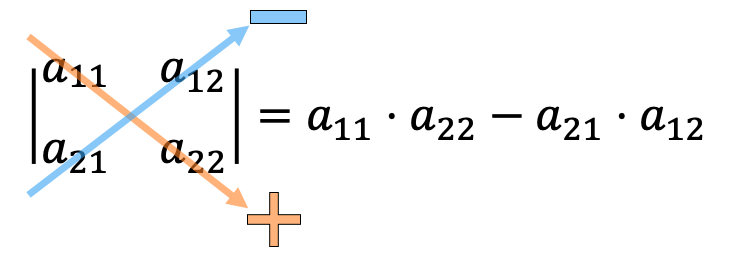 |a₁₁ a₁₂|
|a₂₁ a₂₂| = a₁₁ · a₂₂ − a₂₁ · a₁₂